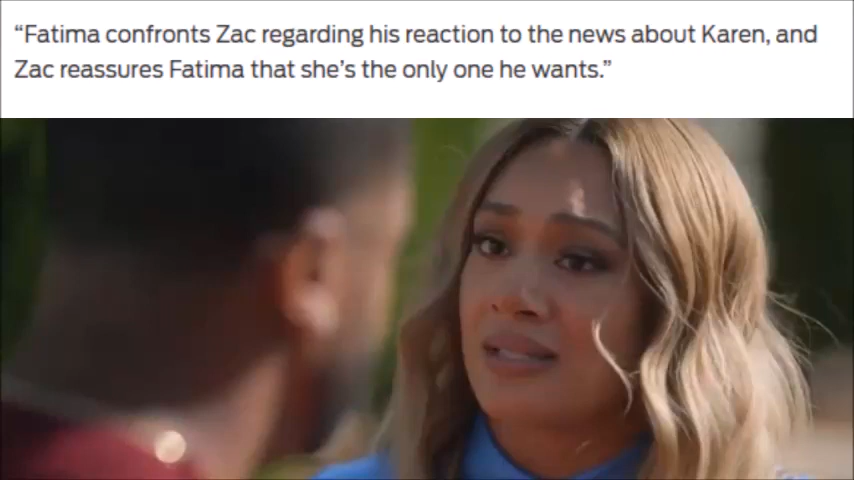 “Fatima confronts Zac regarding his reaction to the news about Karen, and
Zac reassures Fatima that she’s the only one he wants.”